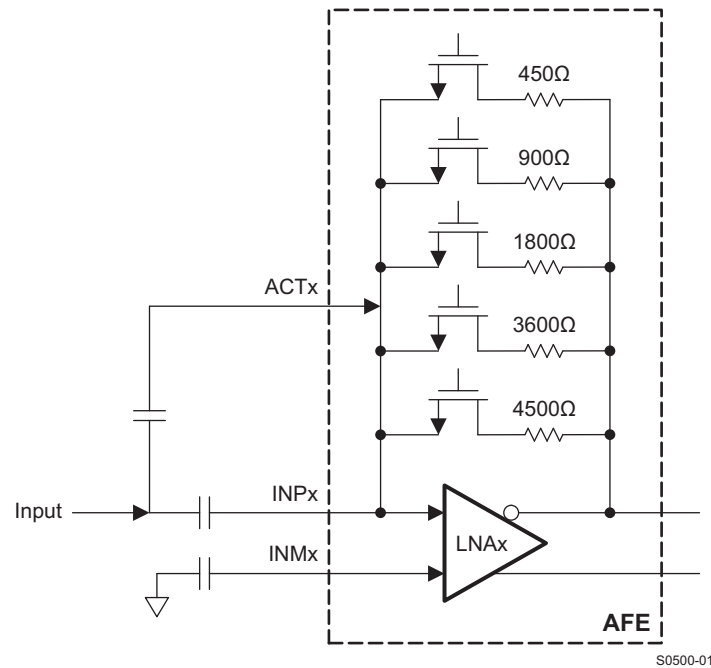 450Ω
900Ω
1800Ω
ACTx
3600Ω
4500Ω
Input
INPx
LNAx
INMx
AFE
S0500-01